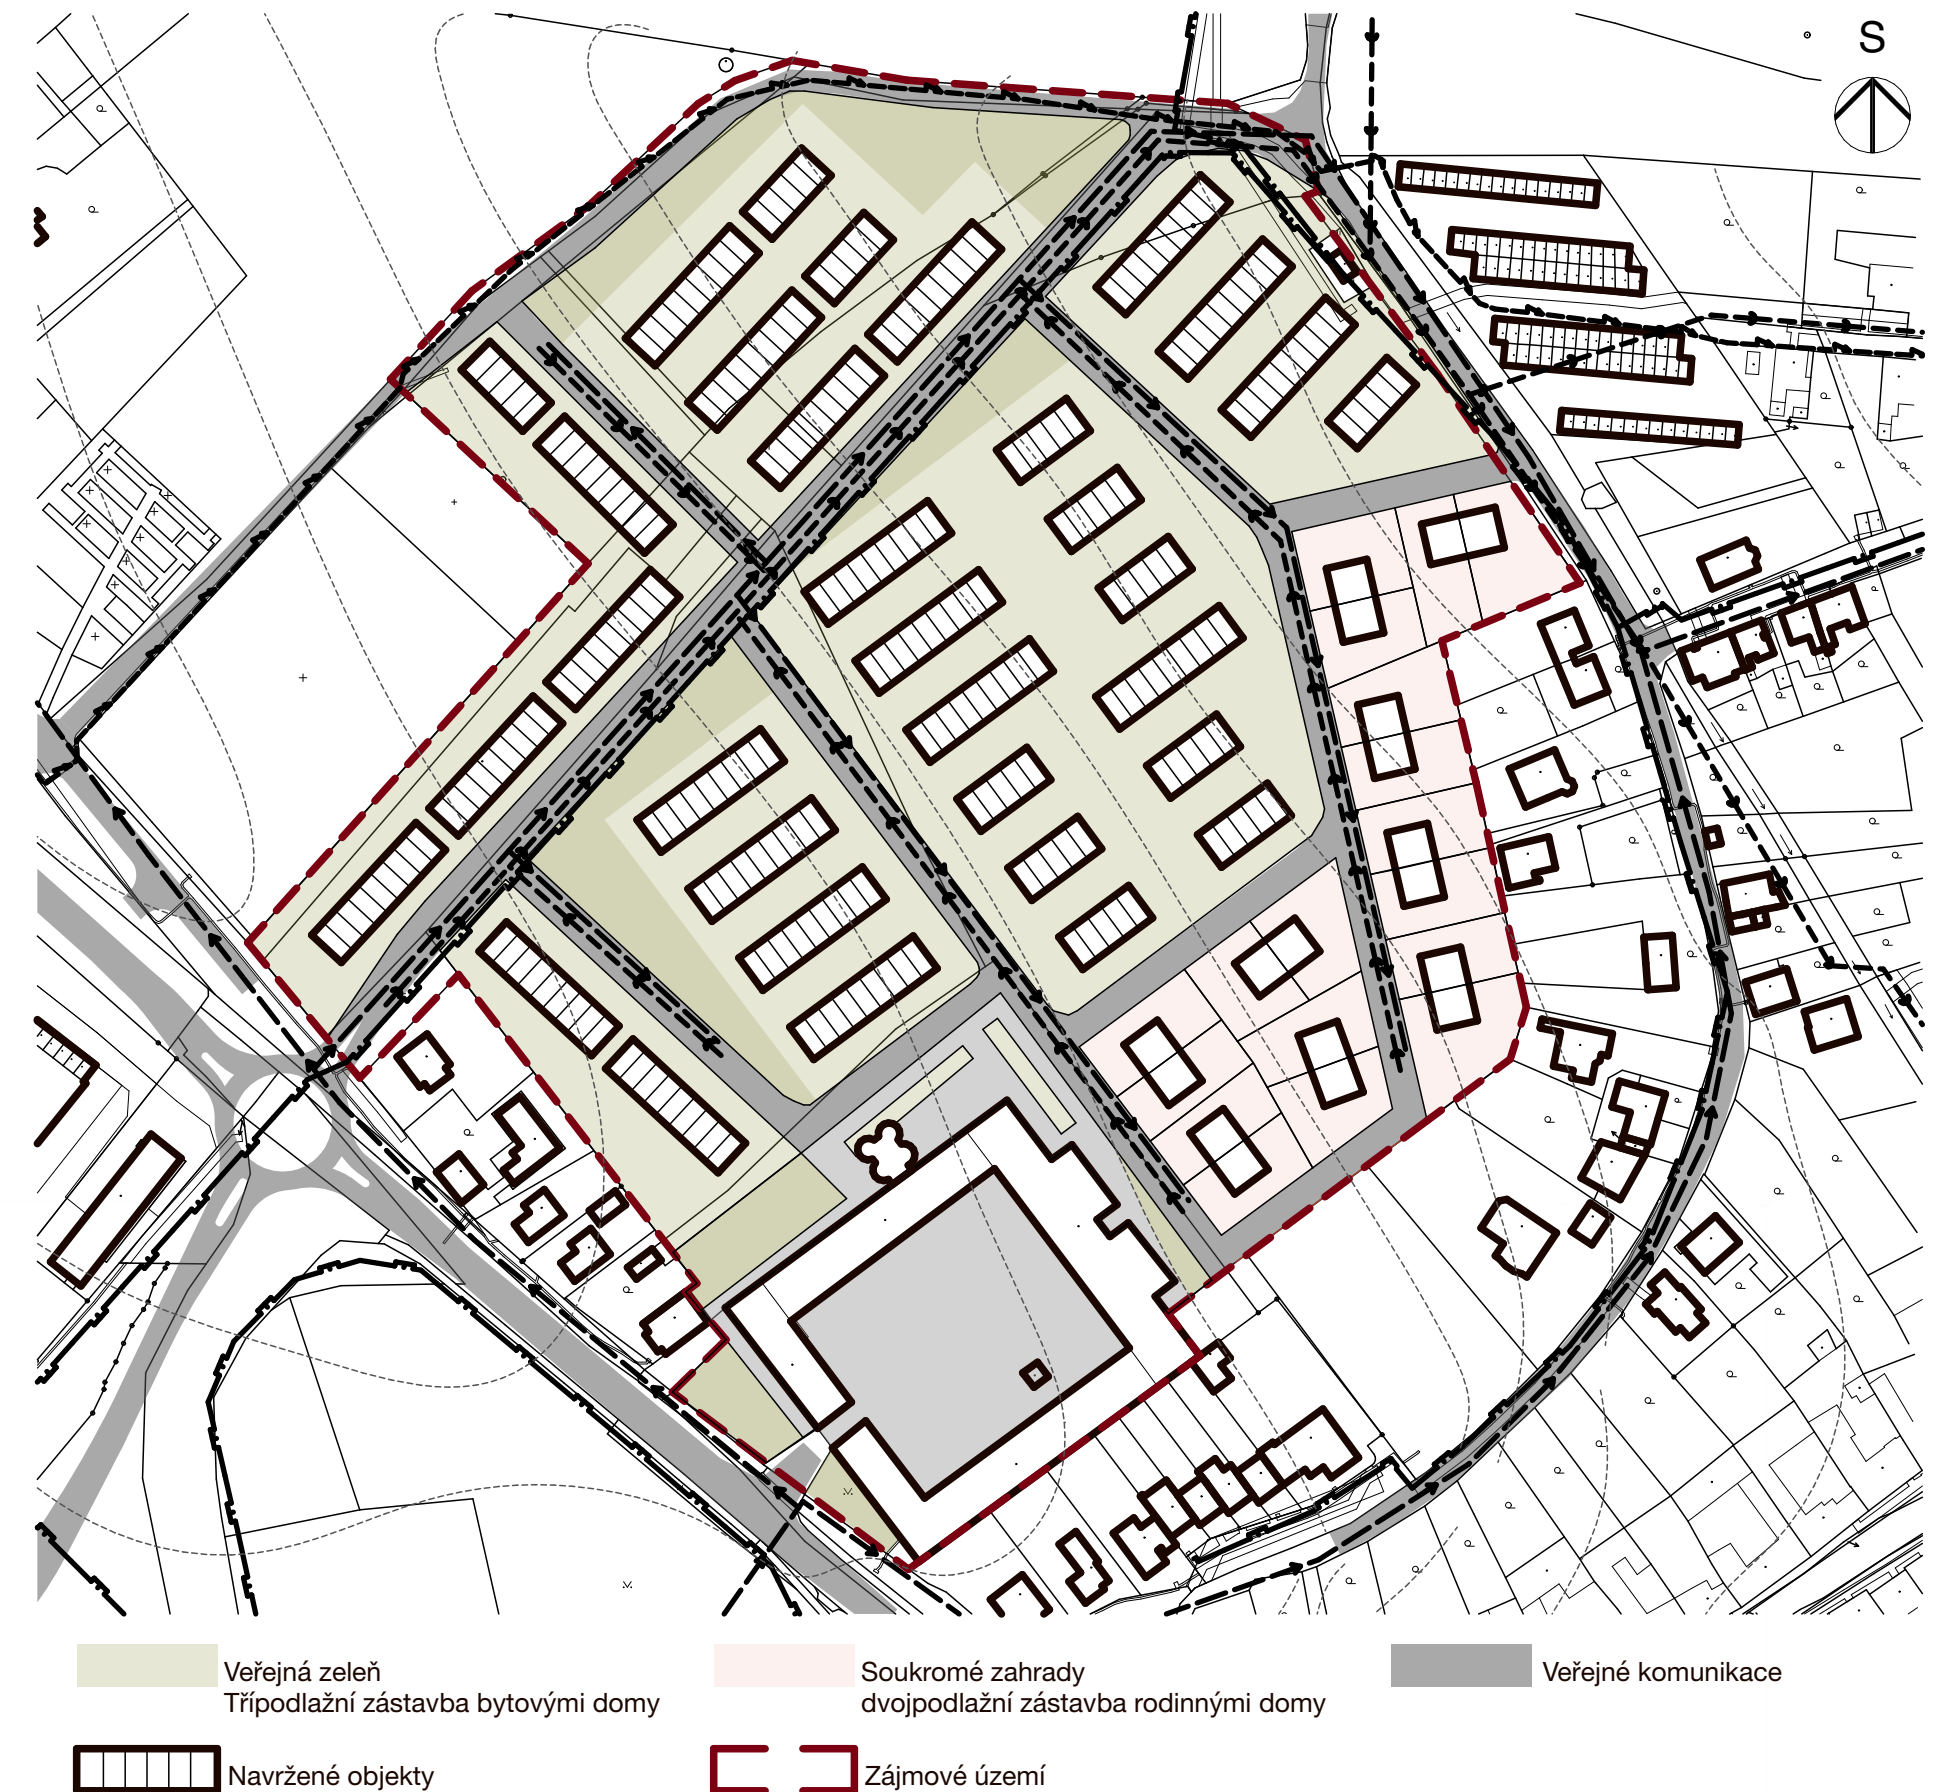 S
Veřejná zeleň
Třípodlažní zástavba bytovými domy
Soukromé zahrady
dvojpodlažní zástavba rodinnými domy
Veřejné komunikace
Navržené objekty
Zájmové území